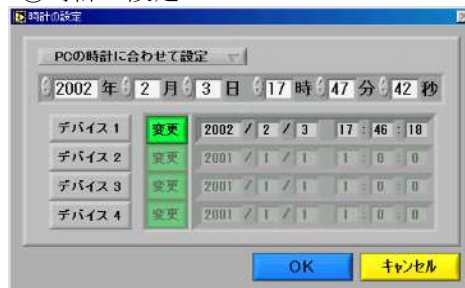 時計の設定
PCの時計に合わせて設定
2002 年 2 月 3 日 17 時 47 分 42 秒
デバイス 1 変更 2002 / 2 / 3 17 : 46 : 18
デバイス 2 変更 2001 / 1 / 1 1 : 0 : 0
デバイス 3 変更 2001 / 1 / 1 1 : 0 : 0
デバイス 4 変更 2001 / 1 / 1 1 : 0 : 0
OK キャンセル